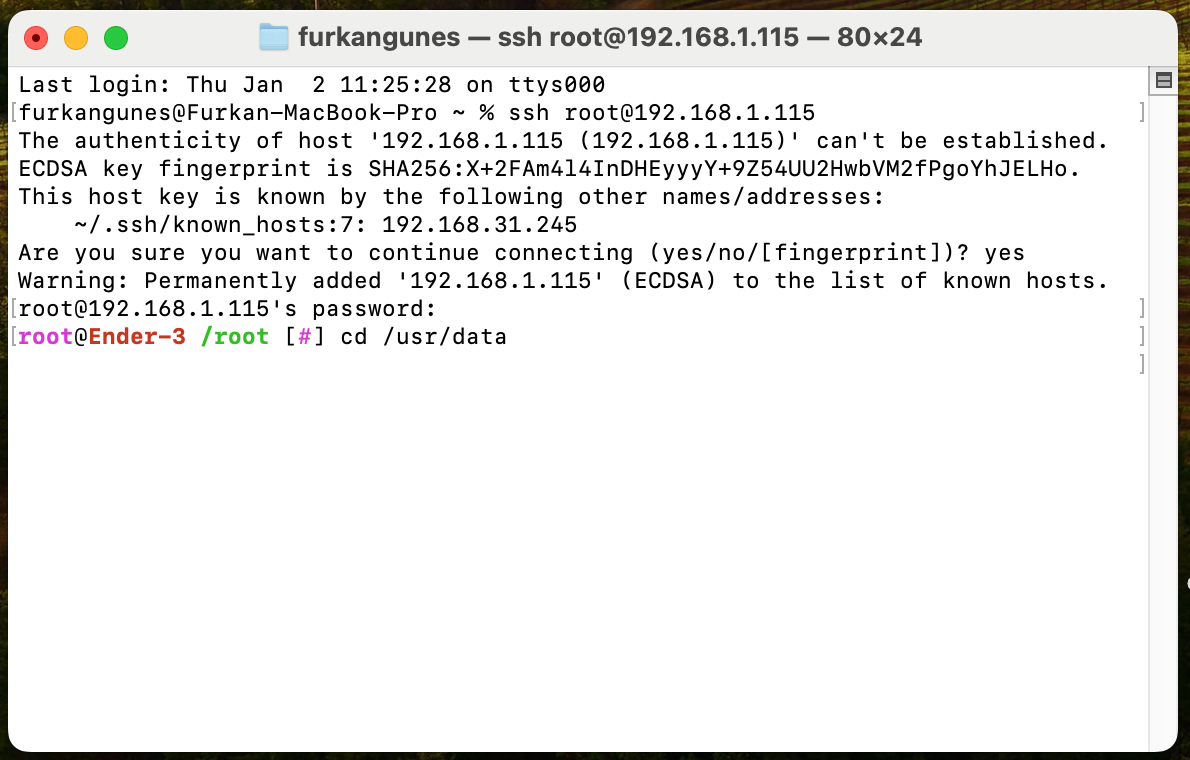 furkangunes — ssh root@192.168.1.115 — 80×24
Last login: Thu Jan  2 11:25:28 on ttys000
[furkangunes@Furkan-MacBook-Pro ~ % ssh root@192.168.1.115 ]
The authenticity of host '192.168.1.115 (192.168.1.115)' can't be established.
ECDSA key fingerprint is SHA256:X+2FAm4l4InDHEyyyY+9Z54UU2HwbVM2fPgoYhJELHo.
This host key is known by the following other names/addresses:
    ~/.ssh/known_hosts:7: 192.168.31.245
Are you sure you want to continue connecting (yes/no/[fingerprint])? yes
Warning: Permanently added '192.168.1.115' (ECDSA) to the list of known hosts.
[root@192.168.1.115's password: ]
[root@Ender-3 /root [#] cd /usr/data ]
]